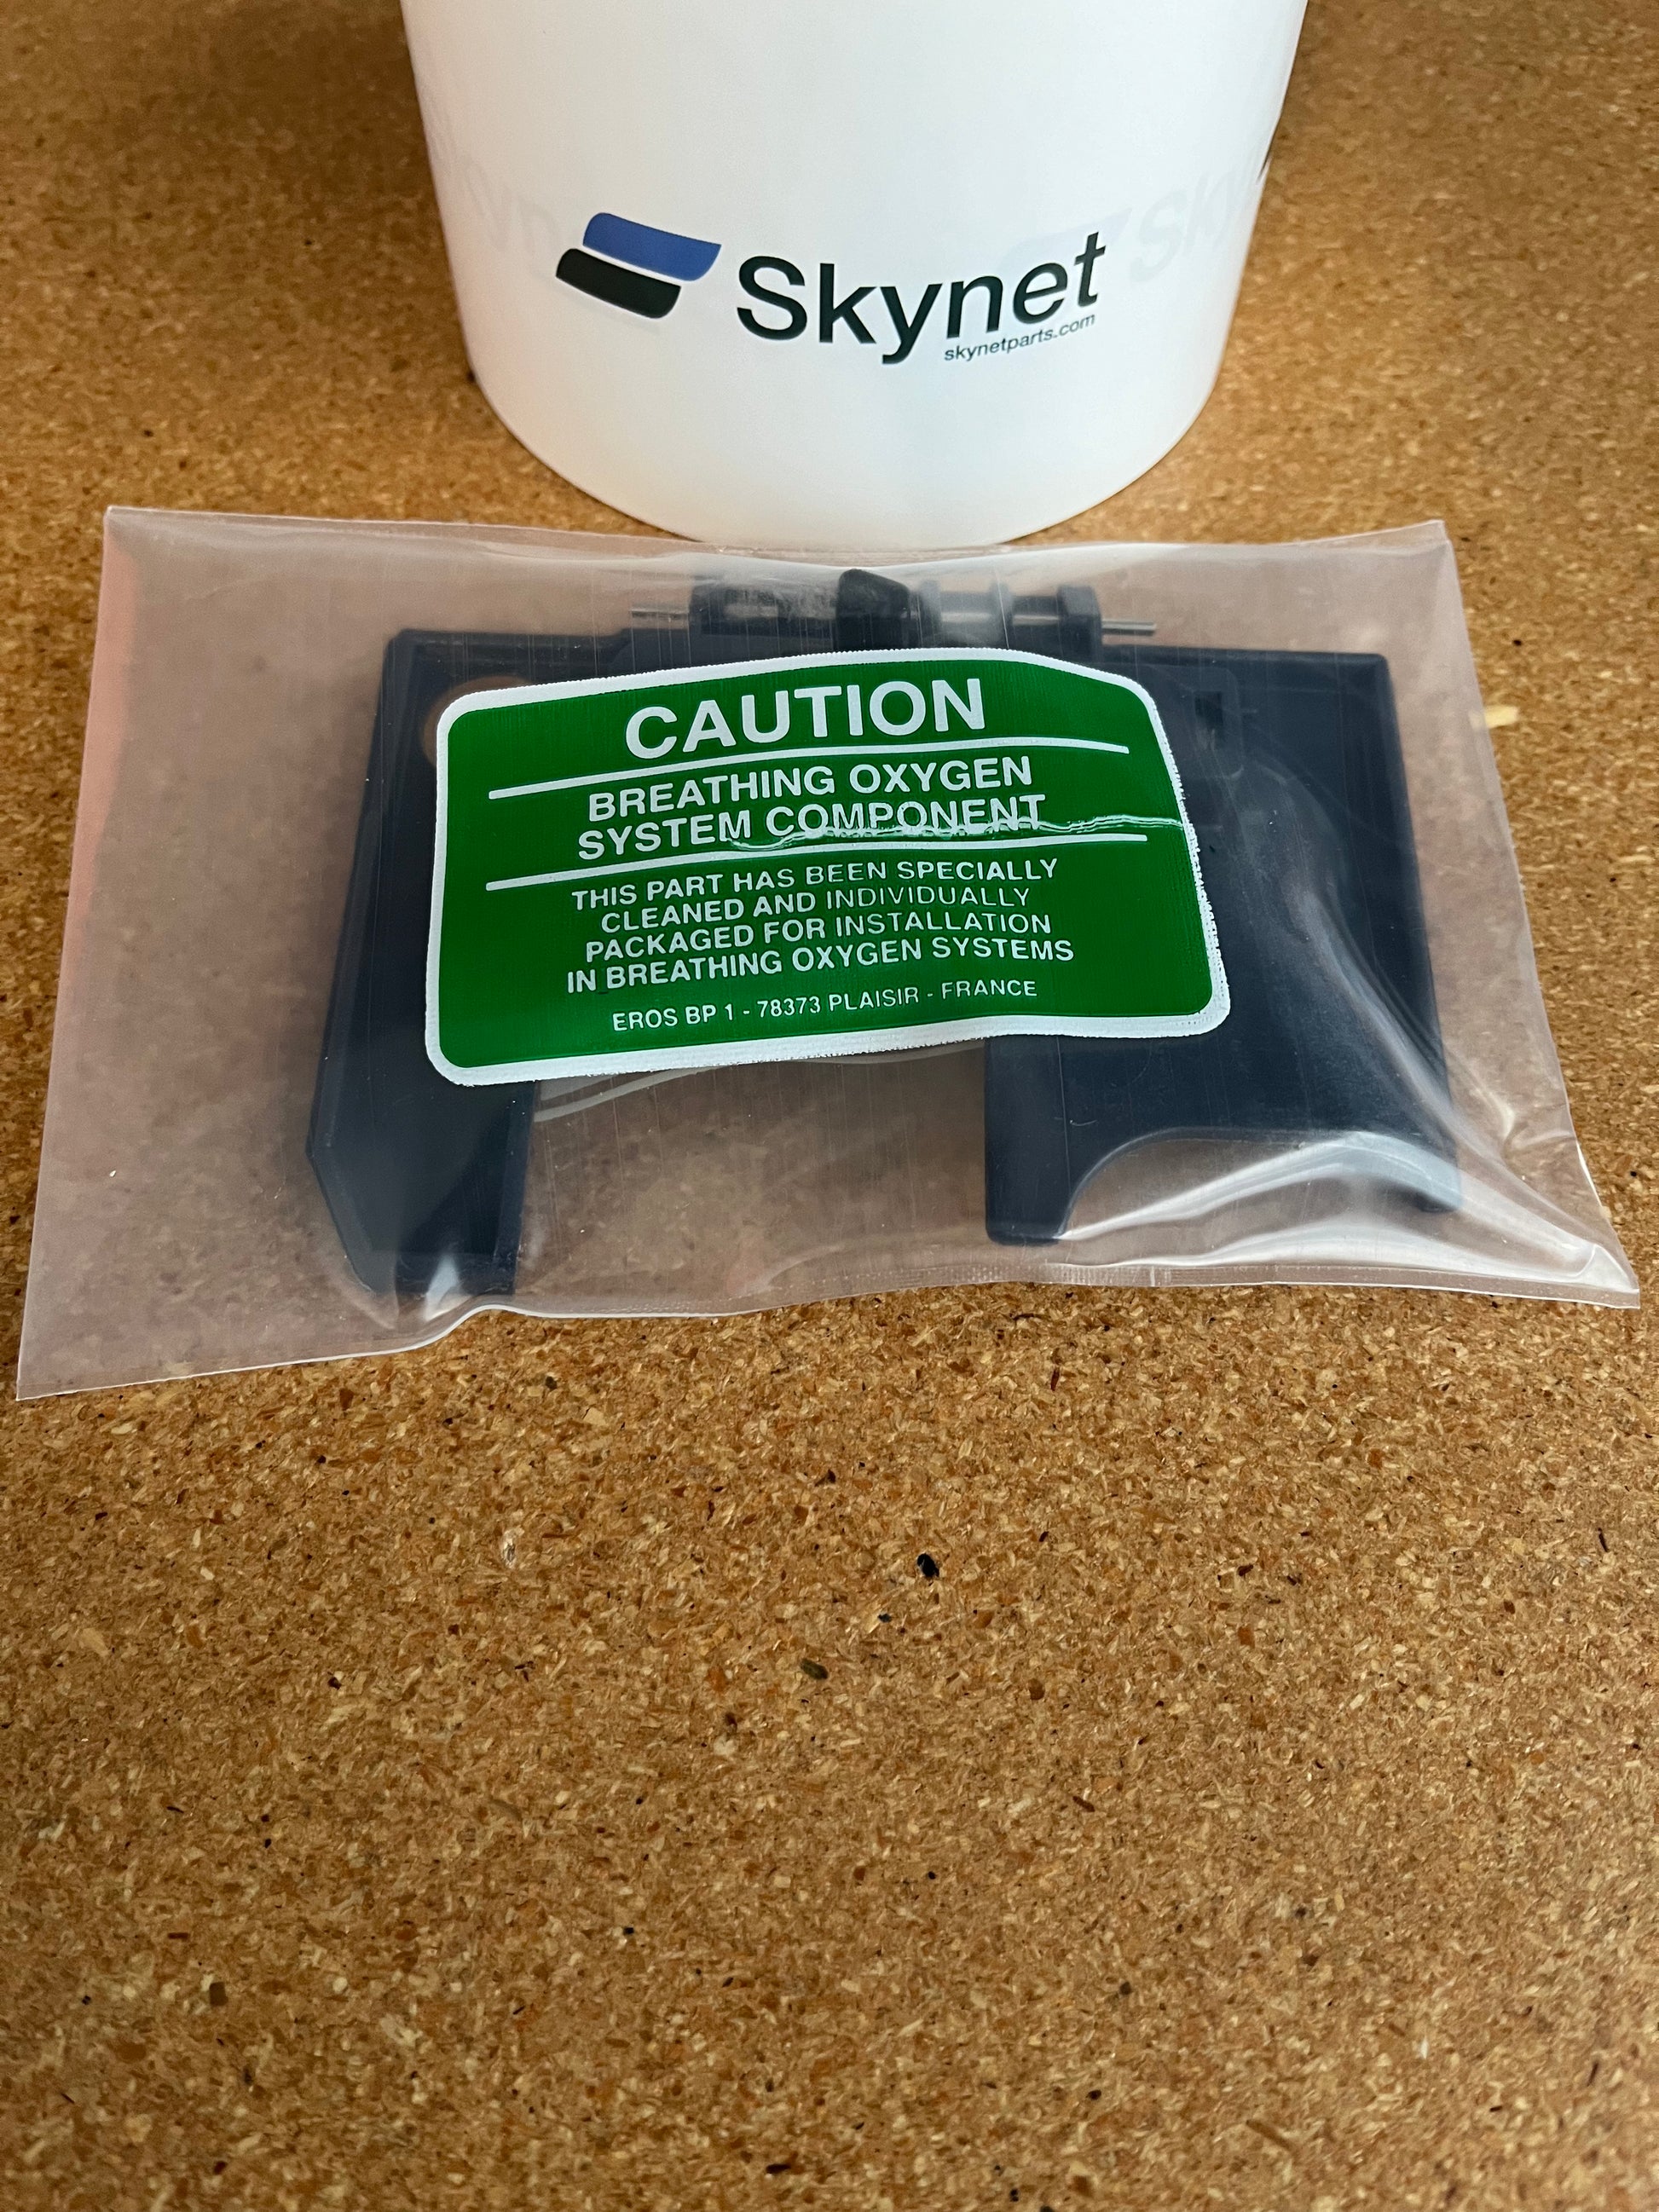 Skynet
skynetparts.com
CAUTION
BREATHING OXYGEN
SYSTEM COMPONENT
THIS PART HAS BEEN SPECIALLY
CLEANED AND INDIVIDUALLY
PACKAGED FOR INSTALLATION
IN BREATHING OXYGEN SYSTEMS
EROS BP 1 - 78373 PLAISIR - FRANCE